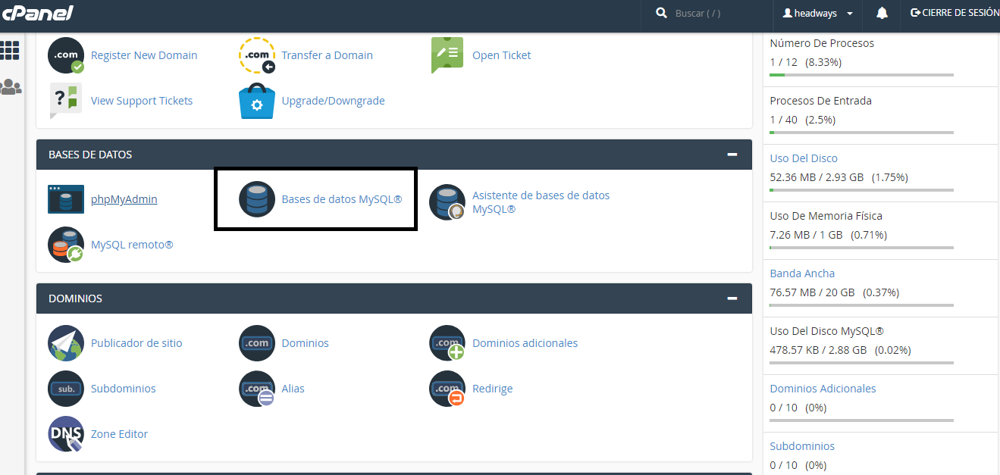 cPanel
Buscar ( / )
headways
CIERRE DE SESIÓN
.com
Register New Domain
.com
Transfer a Domain
Open Ticket
?
View Support Tickets
Upgrade/Downgrade
BASES DE DATOS
phpMyAdmin
Bases de datos MySQL®
Asistente de bases de datos
MySQL®
MySQL remoto®
DOMINIOS
Publicador de sitio
.com
Dominios
.com
Dominios adicionales
sub.
Subdominios
.com
Alias
.com
Redirige
DNS
Zone Editor
Número De Procesos
1 / 12 (8.33%)
Procesos De Entrada
1 / 40 (2.5%)
Uso Del Disco
52.36 MB / 2.93 GB (1.75%)
Uso De Memoria Física
7.26 MB / 1 GB (0.71%)
Banda Ancha
76.57 MB / 20 GB (0.37%)
Uso Del Disco MySQL®
478.57 KB / 2.88 GB (0.02%)
Dominios Adicionales
0 / 10 (0%)
Subdominios
0 / 10 (0%)